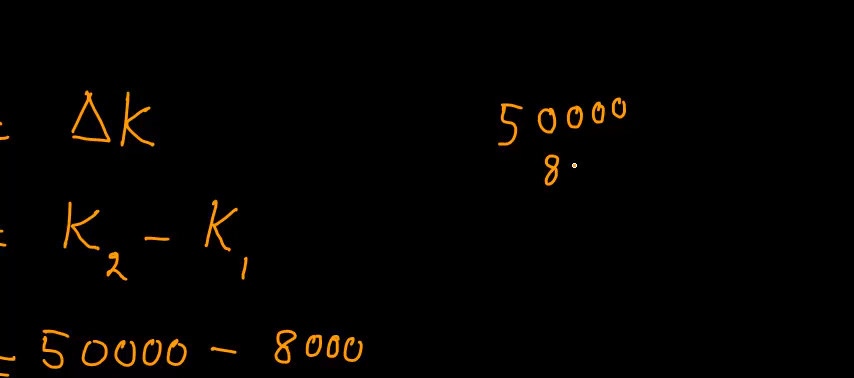 = ΔK
= K₂ - K₁
= 50000 - 8000
50000
8